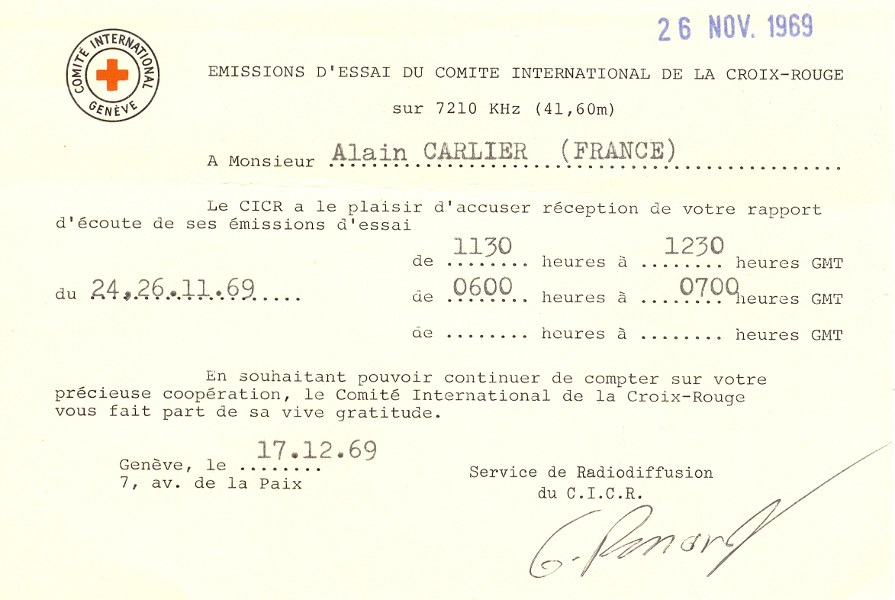 26 NOV. 1969
COMITÉ INTERNATIONAL
GENÈVE
EMISSIONS D'ESSAI DU COMITE INTERNATIONAL DE LA CROIX-ROUGE
sur 7210 KHz (41,60m)
A Monsieur Alain CARLIER (FRANCE)
Le CICR a le plaisir d'accuser réception de votre rapport
d'écoute de ses émissions d'essai
de 1130 heures à 1230 heures GMT
du 24,26.11.69 de 0600 heures à 0700 heures GMT
de ........ heures à ........ heures GMT
En souhaitant pouvoir continuer de compter sur votre
précieuse coopération, le Comité International de la Croix-Rouge
vous fait part de sa vive gratitude.
Genève, le 17.12.69
7, av. de la Paix
Service de Radiodiffusion
du C.I.C.R.